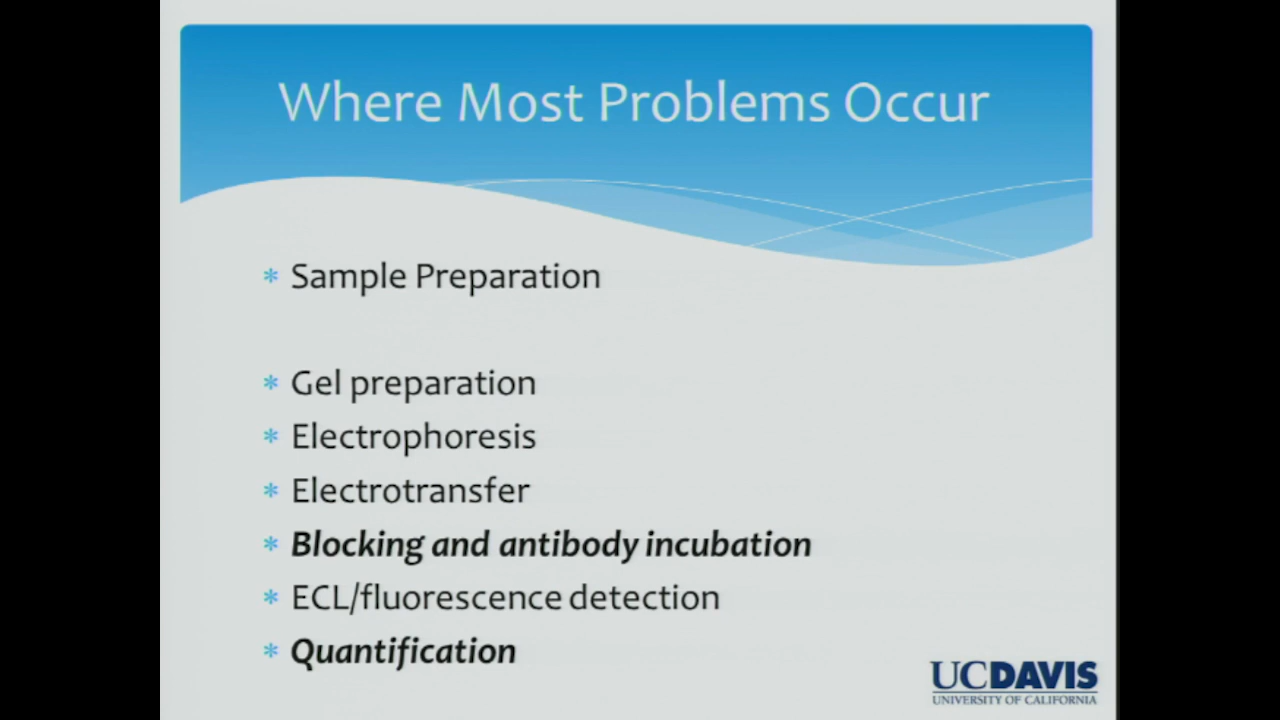 Where Most Problems Occur
* Sample Preparation
* Gel preparation
* Electrophoresis
* Electrotransfer
* Blocking and antibody incubation
* ECL/fluorescence detection
* Quantification
UCDAVIS
UNIVERSITY OF CALIFORNIA